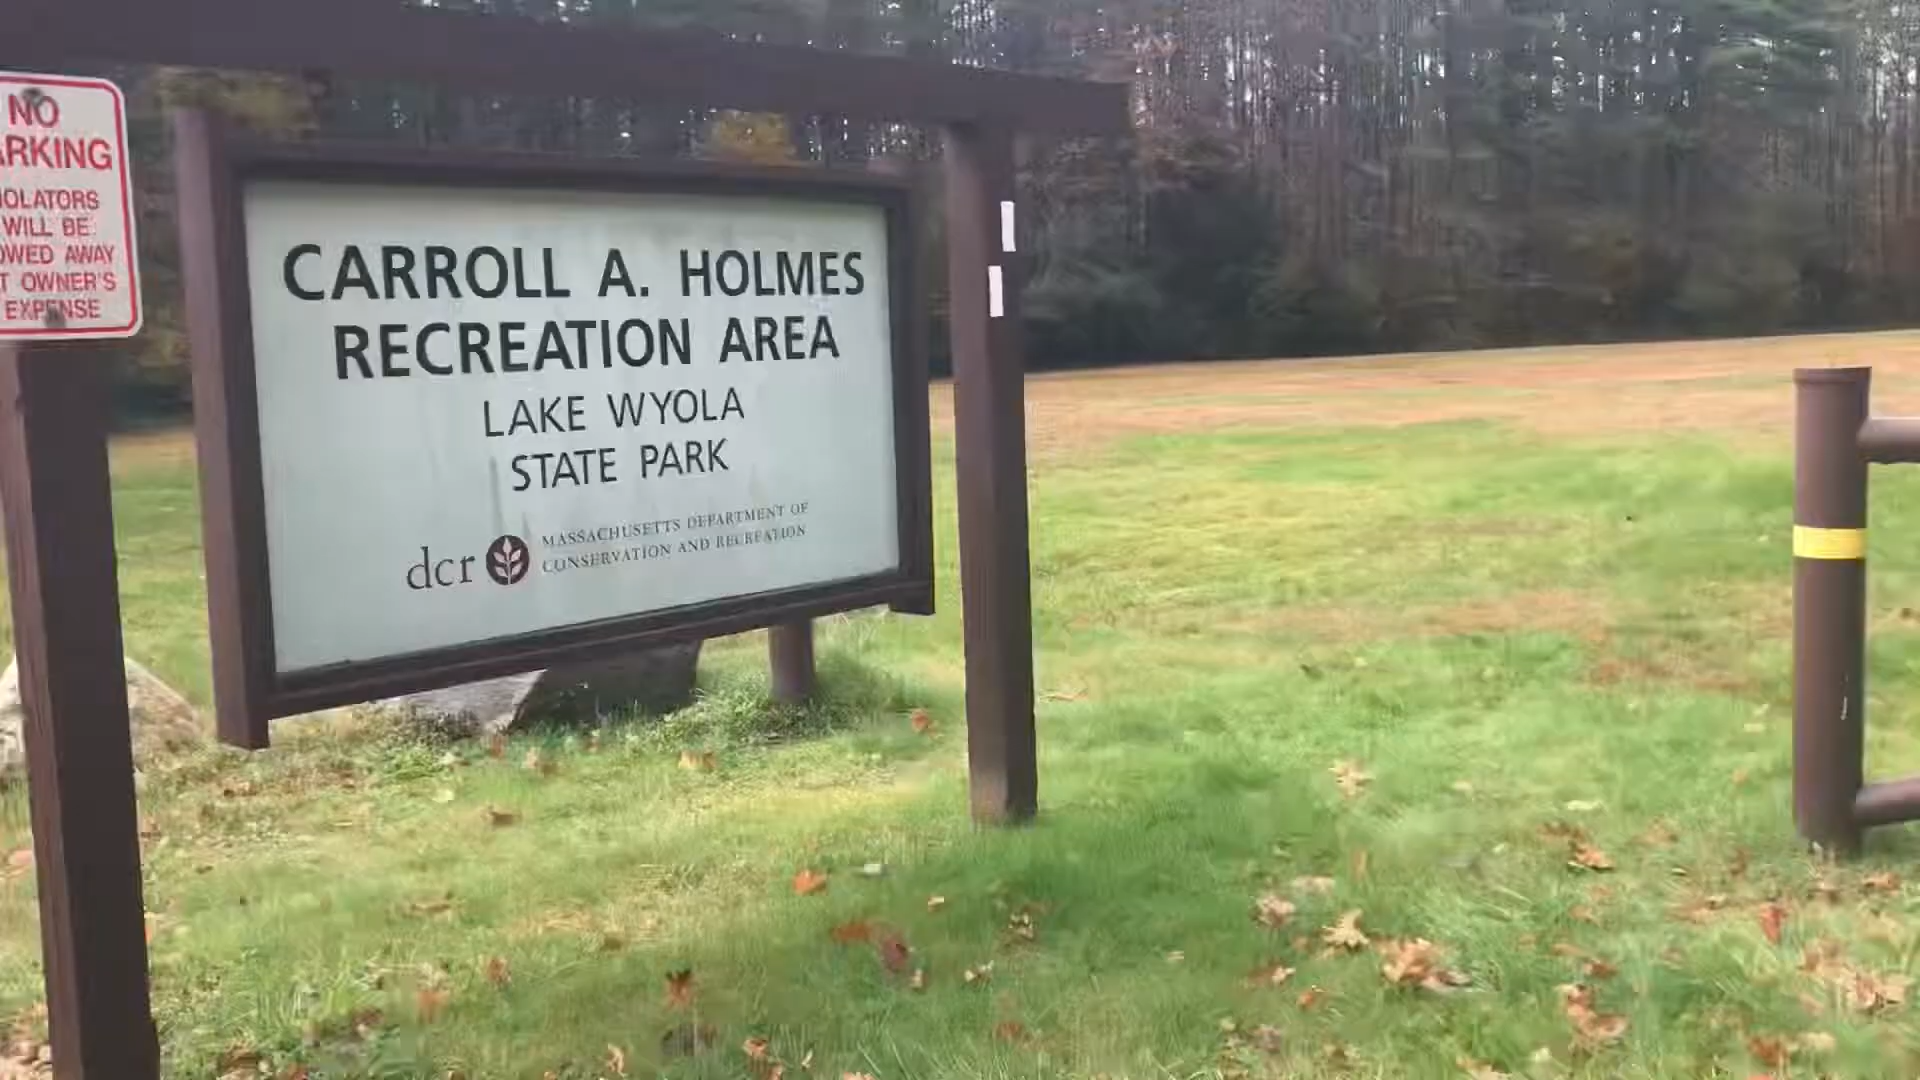 NO
ARKING
IOLATORS
WILL BE
OWED AWAY
T OWNER'S
EXPENSE
CARROLL A. HOLMES
RECREATION AREA
LAKE WYOLA
STATE PARK
dcr
MASSACHUSETTS DEPARTMENT OF
CONSERVATION AND RECREATION